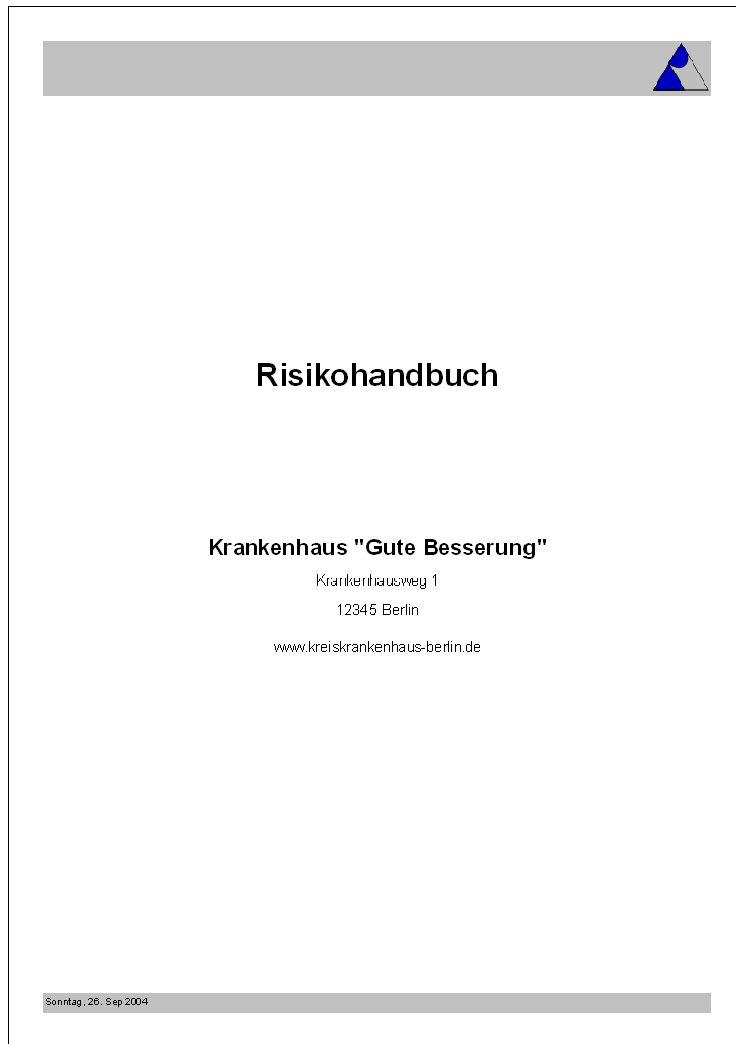 Risikohandbuch
Krankenhaus "Gute Besserung"
Krankenhausweg 1
12345 Berlin
www.kreiskrankenhaus-berlin.de
Sonntag, 26. Sep 2004